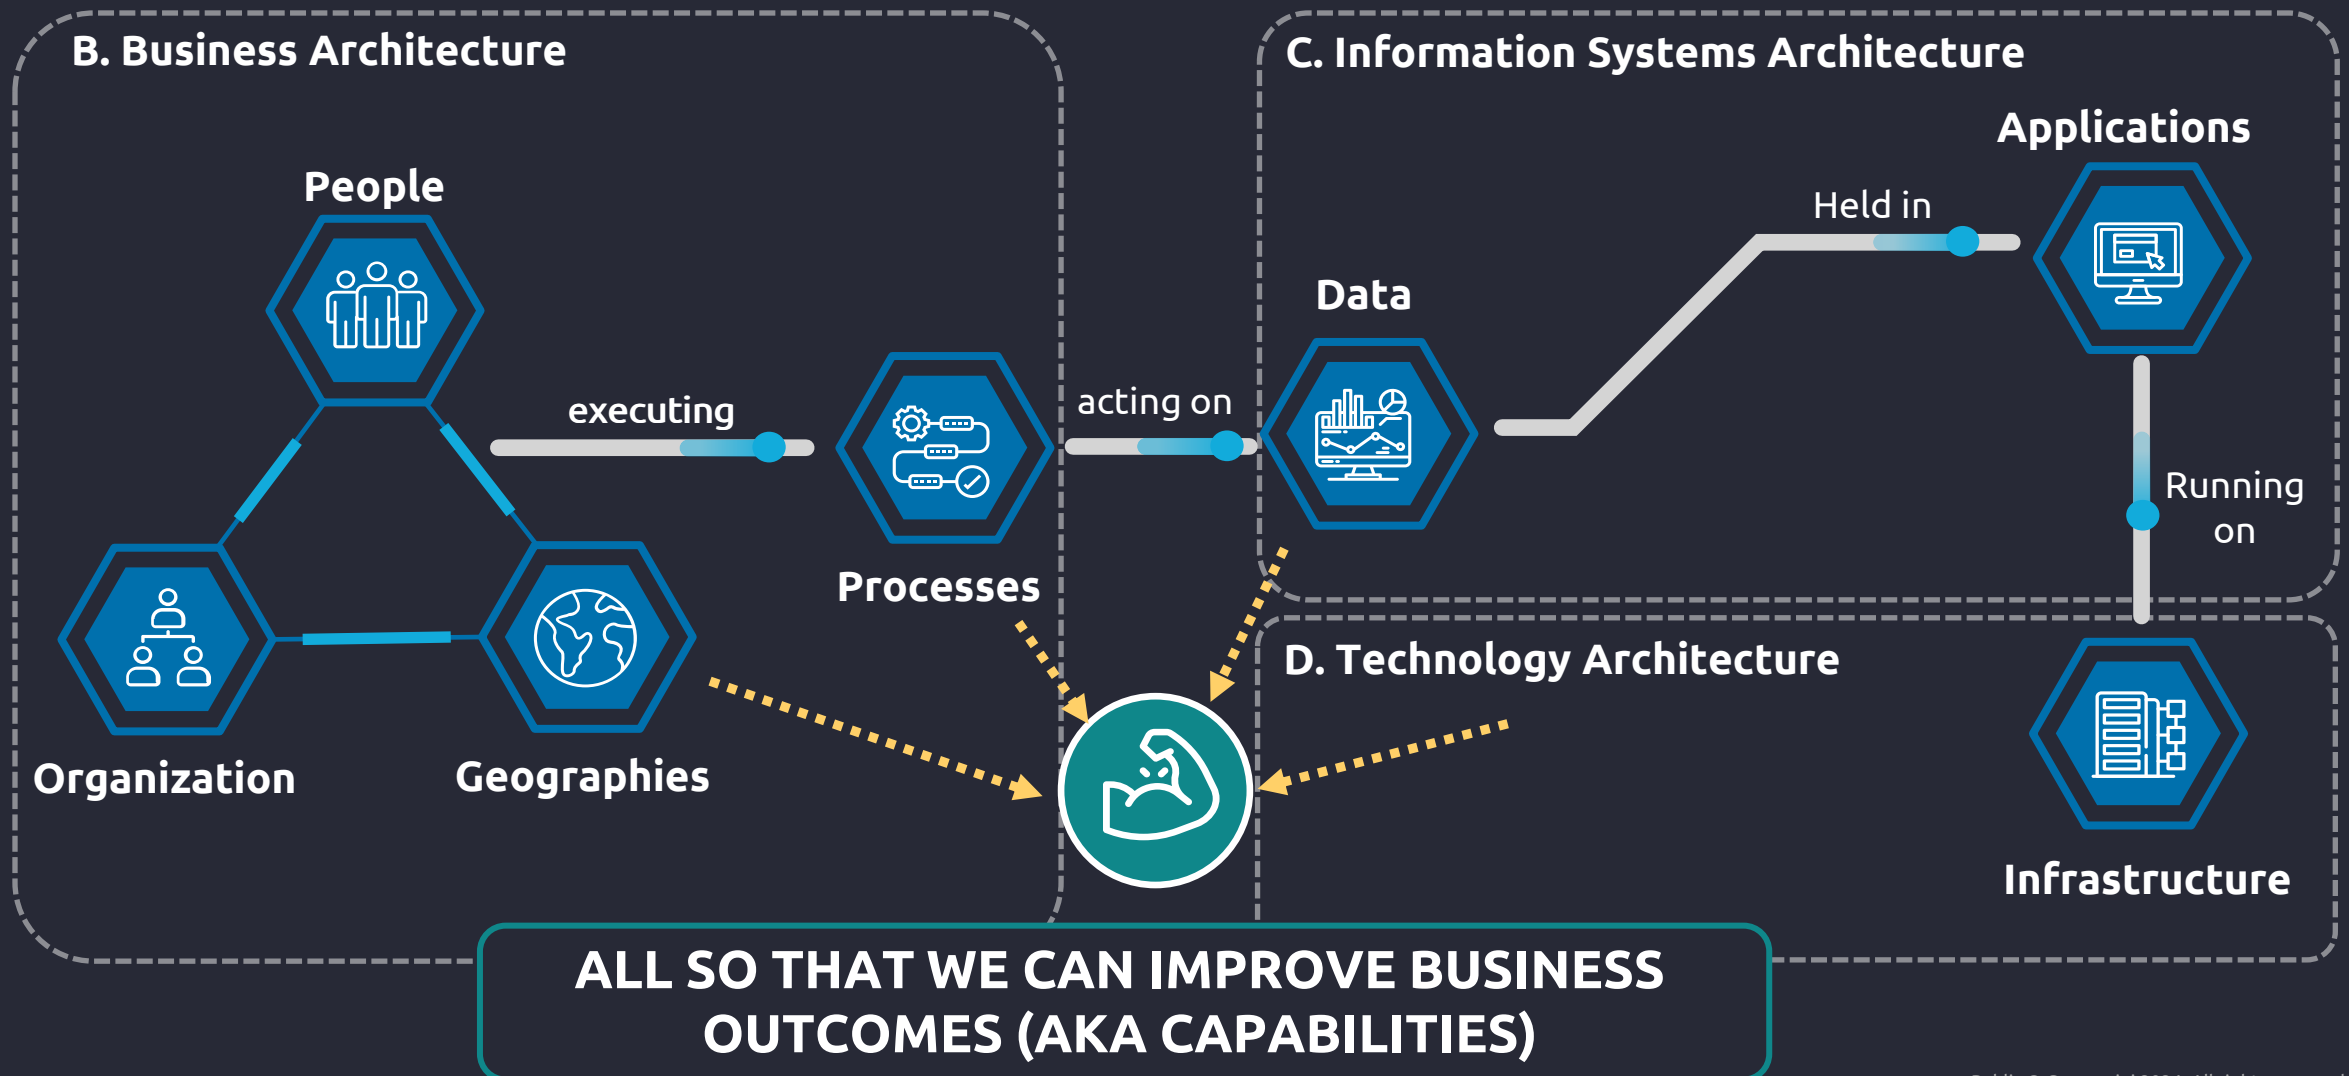 B. Business Architecture
C. Information Systems Architecture
Applications
People
Held in
Data
executing
acting on
Running
on
Processes
D. Technology Architecture
Organization
Geographies
Infrastructure
ALL SO THAT WE CAN IMPROVE BUSINESS
OUTCOMES (AKA CAPABILITIES)